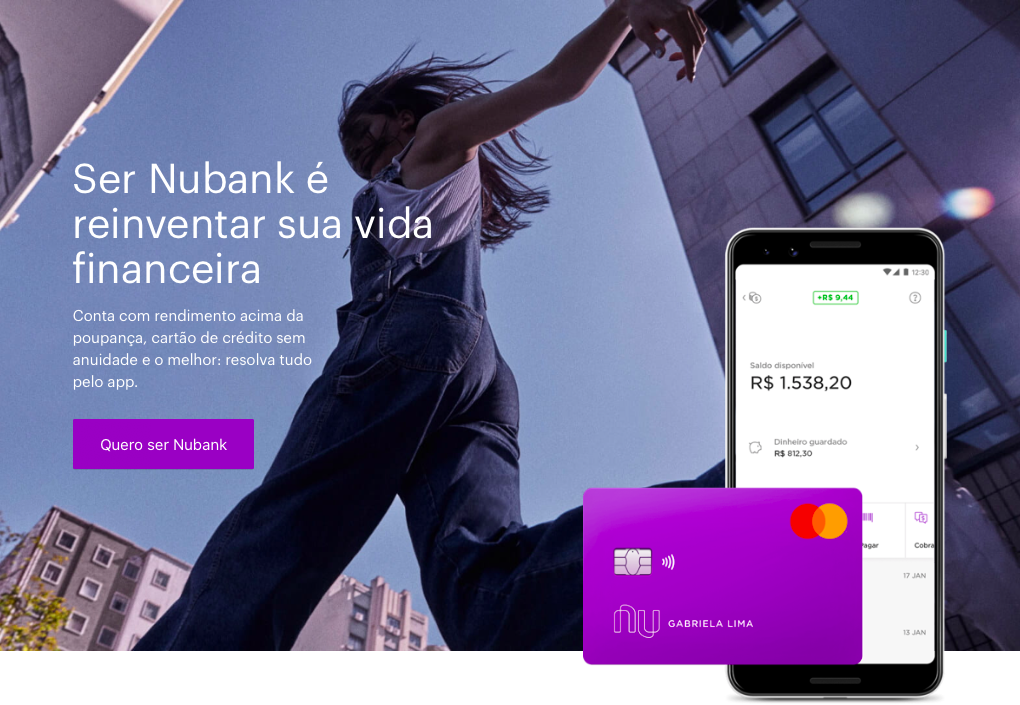 Ser Nubank é
reinventar sua vida
financeira
Conta com rendimento acima da
poupança, cartão de crédito sem
anuidade e o melhor: resolva tudo
pelo app.
Quero ser Nubank
12:30
+R$ 9,44
?
Saldo disponível
R$ 1.538,20
Dinheiro guardado
R$ 812,30
Pagar
Cobra
17 JAN
13 JAN
nu GABRIELA LIMA